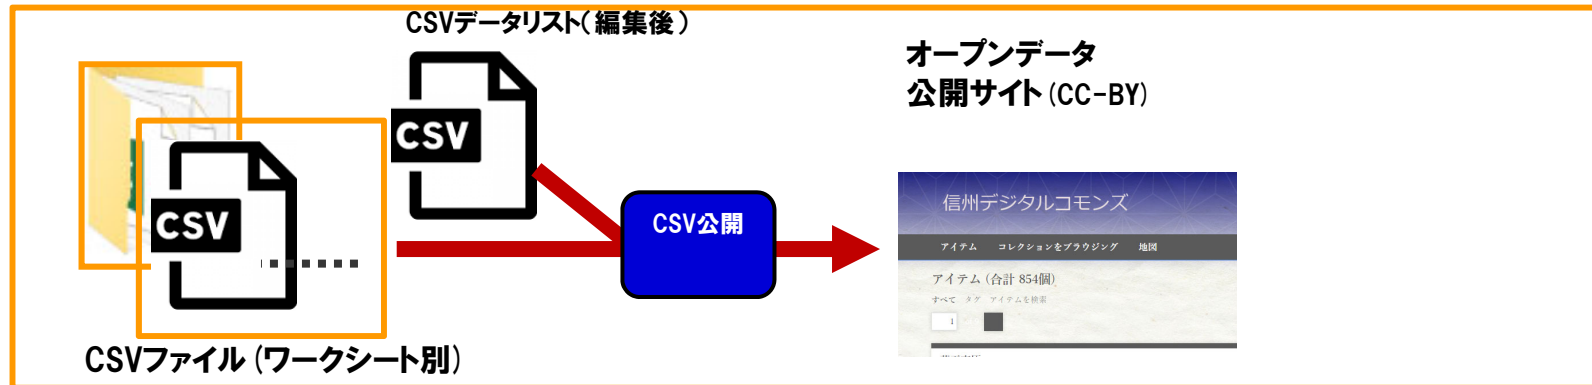 CSVデータリスト(編集後)
オープンデータ
公開サイト(CC-BY)
CSV
CSV
CSV公開
信州デジタルコモンズ
アイテム コレクションをブラウジング 地図
アイテム (合計 854個)
すべて タグ アイテムを検索
1
CSVファイル(ワークシート別)